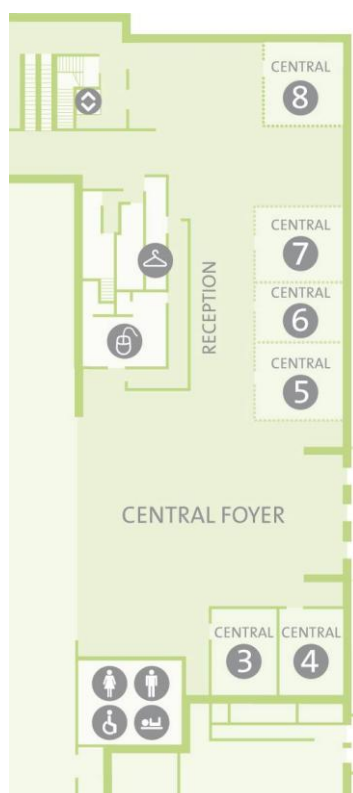 CENTRAL
8
CENTRAL
7
CENTRAL
6
RECEPTION
CENTRAL
5
CENTRAL FOYER
CENTRAL CENTRAL
3 4